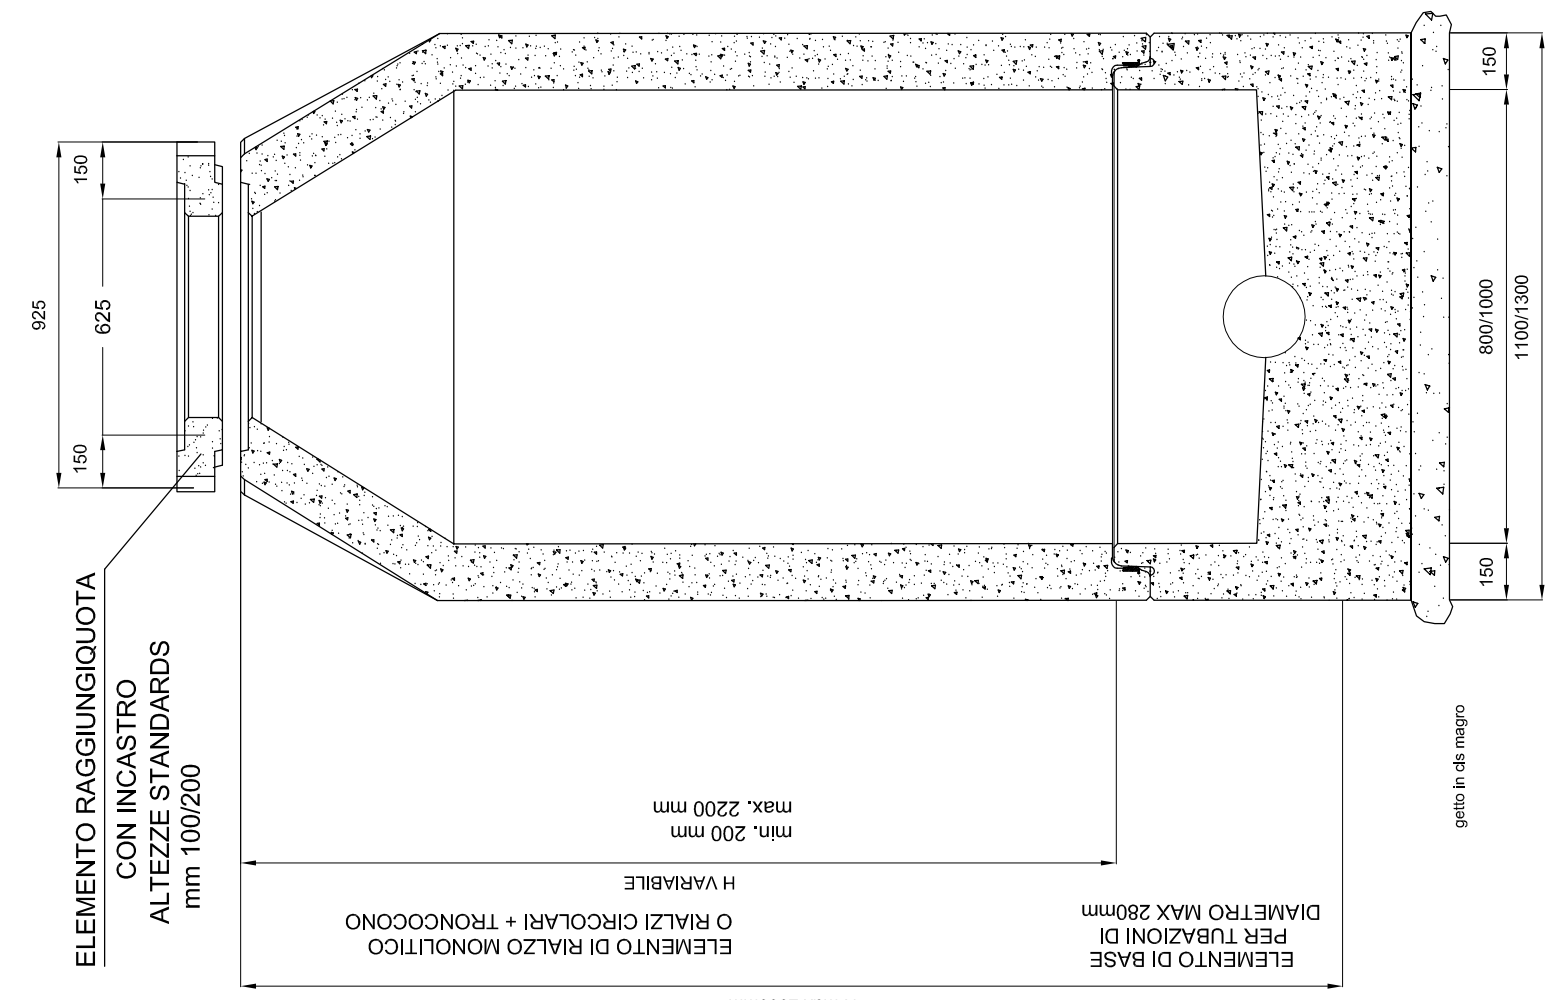 ELEMENTO RAGGIUNGIQUOTA
CON INCASTRO
ALTEZZE STANDARDS
mm 100/200
925
150
625
150
ELEMENTO DI RIALZO MONOLITICO
O RIALZI CIRCOLARI + TRONCOCONO
H VARIABILE
min. 200 mm
max. 2200 mm
ELEMENTO DI BASE
PER TUBAZIONI DI
DIAMETRO MAX 280mm
getto in cls magro
150
800/1000
150
1100/1300